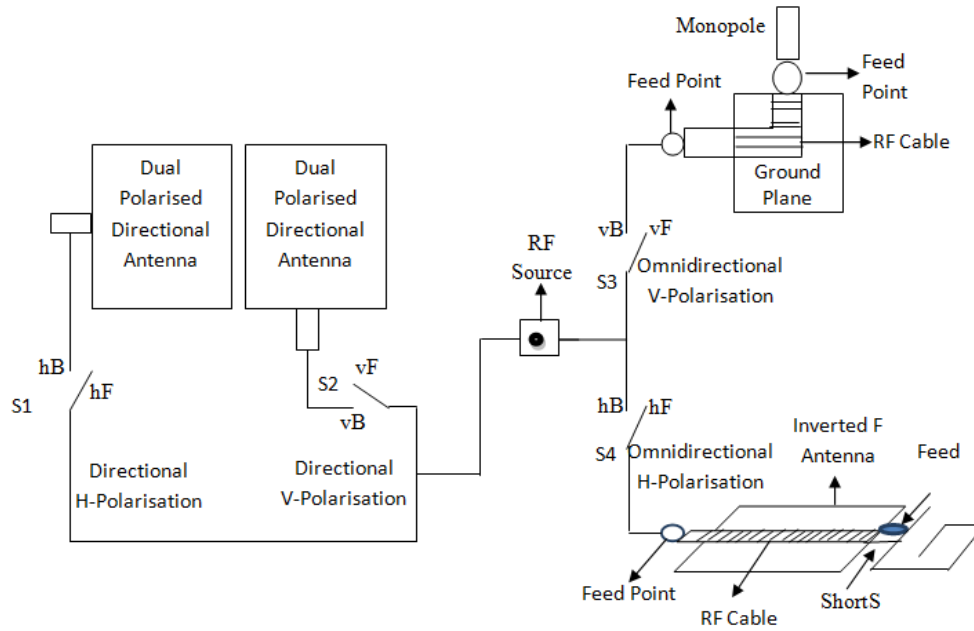 Monopole
Feed
Point
Feed Point
RF Cable
Ground
Plane
Dual
Polarised
Directional
Antenna
Dual
Polarised
Directional
Antenna
vB
vF
RF
Source
S3
Omnidirectional
V-Polarisation
hB
hF
S1
S2
vF
vB
hB
hF
S4
Omnidirectional
H-Polarisation
Inverted F
Antenna
Feed
Directional
H-Polarisation
Directional
V-Polarisation
Feed Point
RF Cable
ShortS